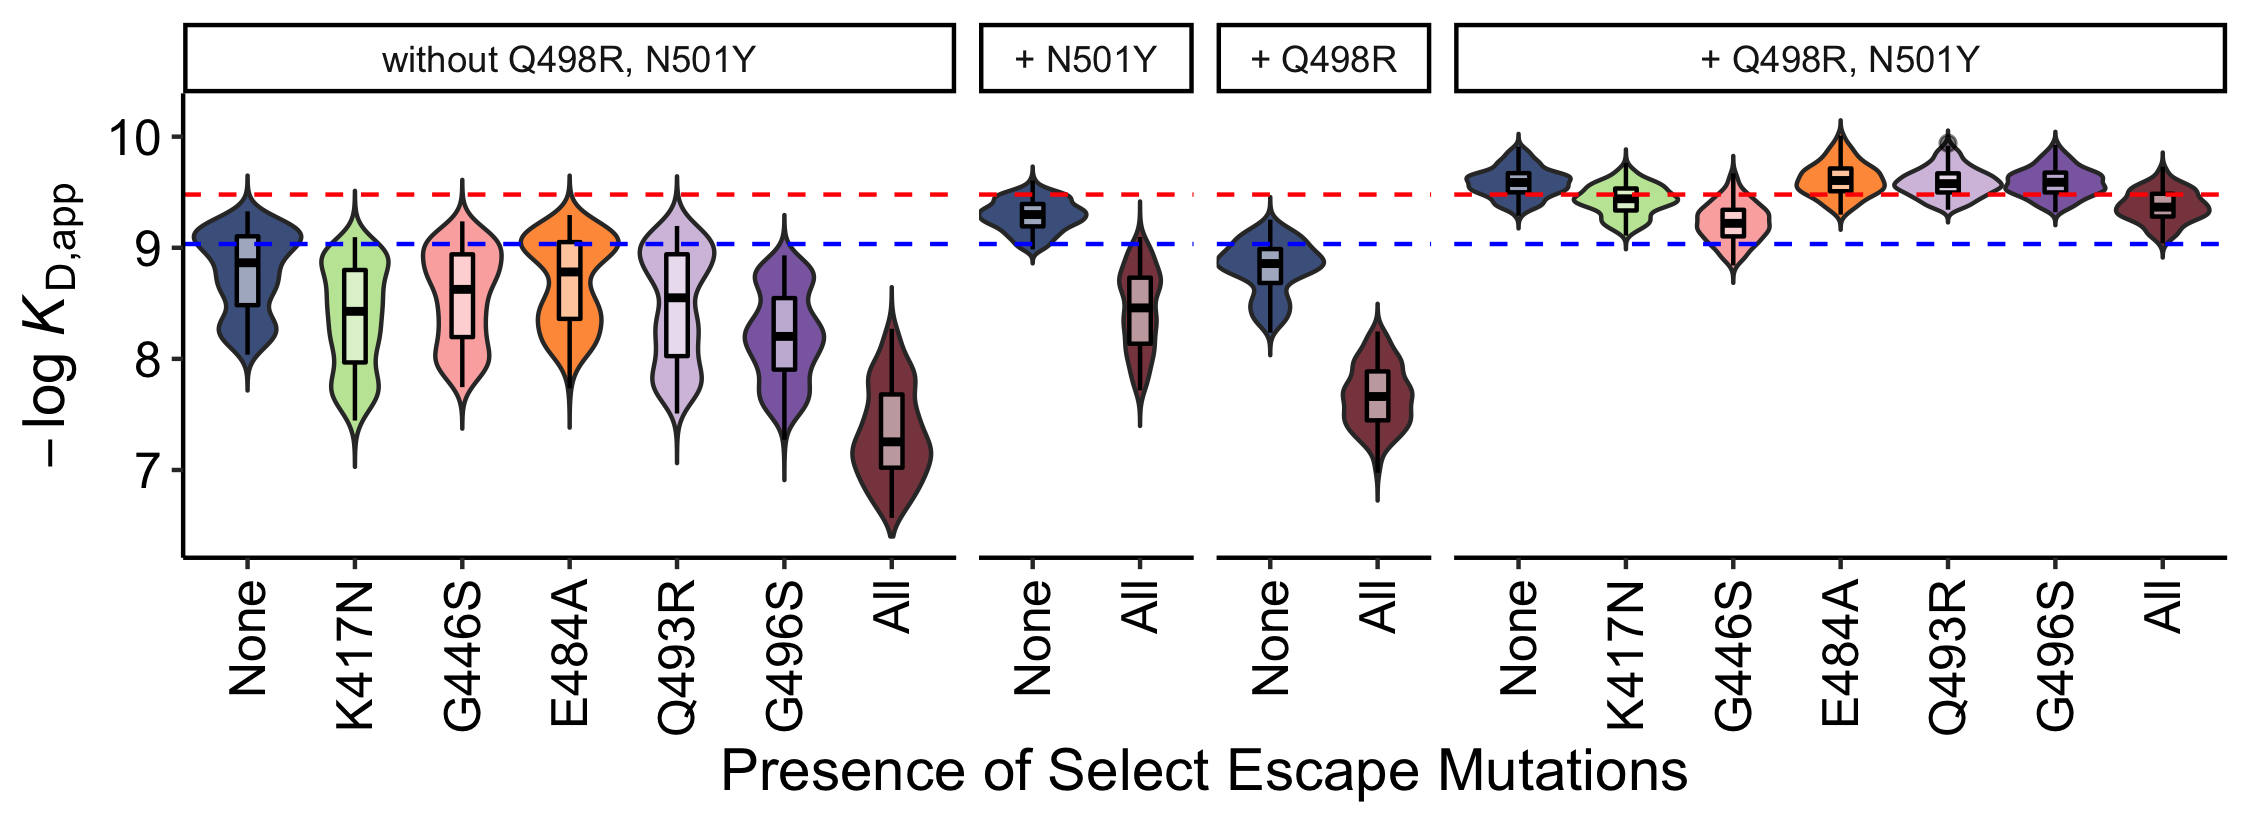 without Q498R, N501Y
+ N501Y
+ Q498R
+ Q498R, N501Y
−log KD,app
10
9
8
7
None
K417N
G446S
E484A
Q493R
G496S
All
None
All
None
All
None
K417N
G446S
E484A
Q493R
G496S
All
Presence of Select Escape Mutations